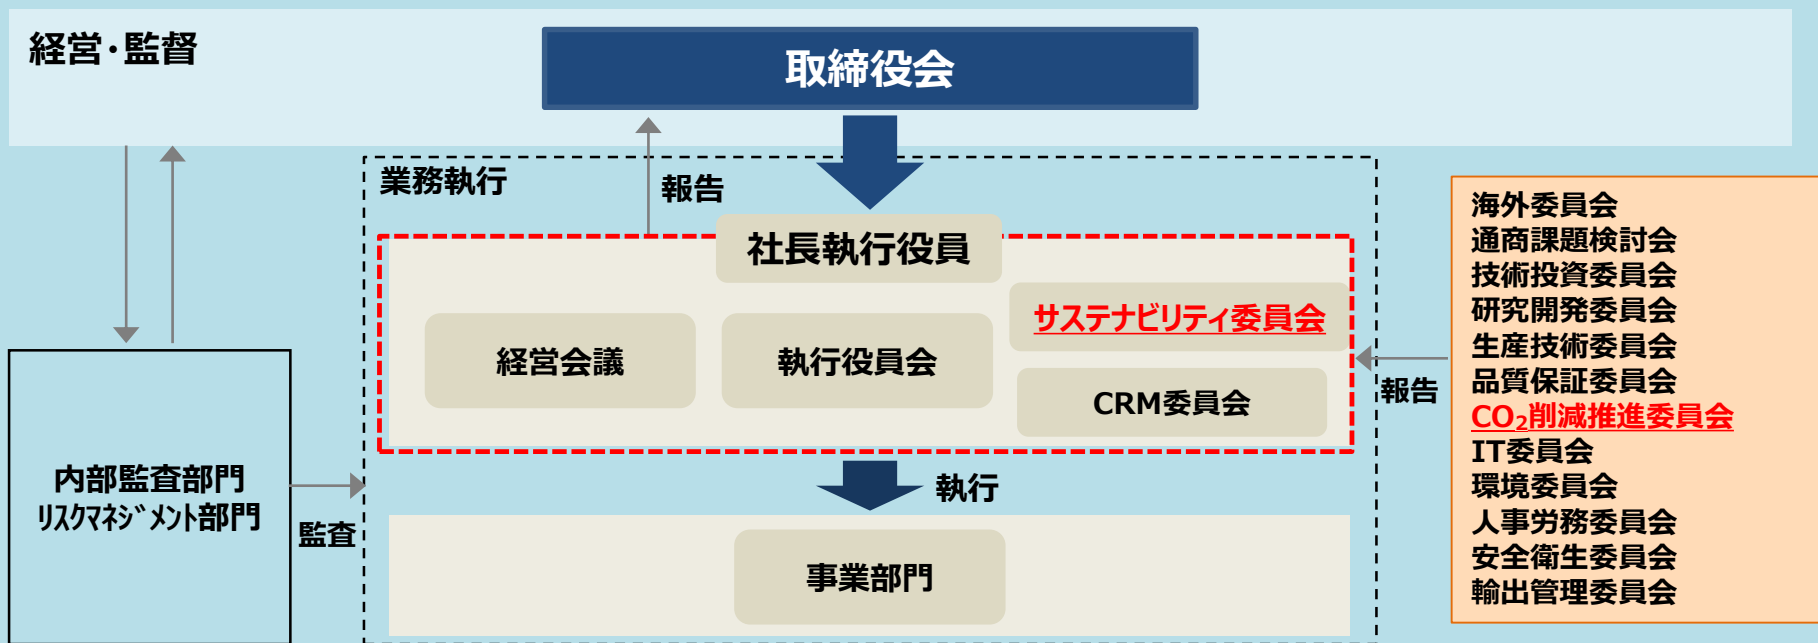 経営・監督
取締役会
業務執行
報告
社長執行役員
経営会議
執行役員会
サステナビリティ委員会
CRM委員会
執行
事業部門
内部監査部門
リスクマネジメント部門
監査
報告
海外委員会
通商課題検討会
技術投資委員会
研究開発委員会
生産技術委員会
品質保証委員会
CO₂削減推進委員会
IT委員会
環境委員会
人事労務委員会
安全衛生委員会
輸出管理委員会